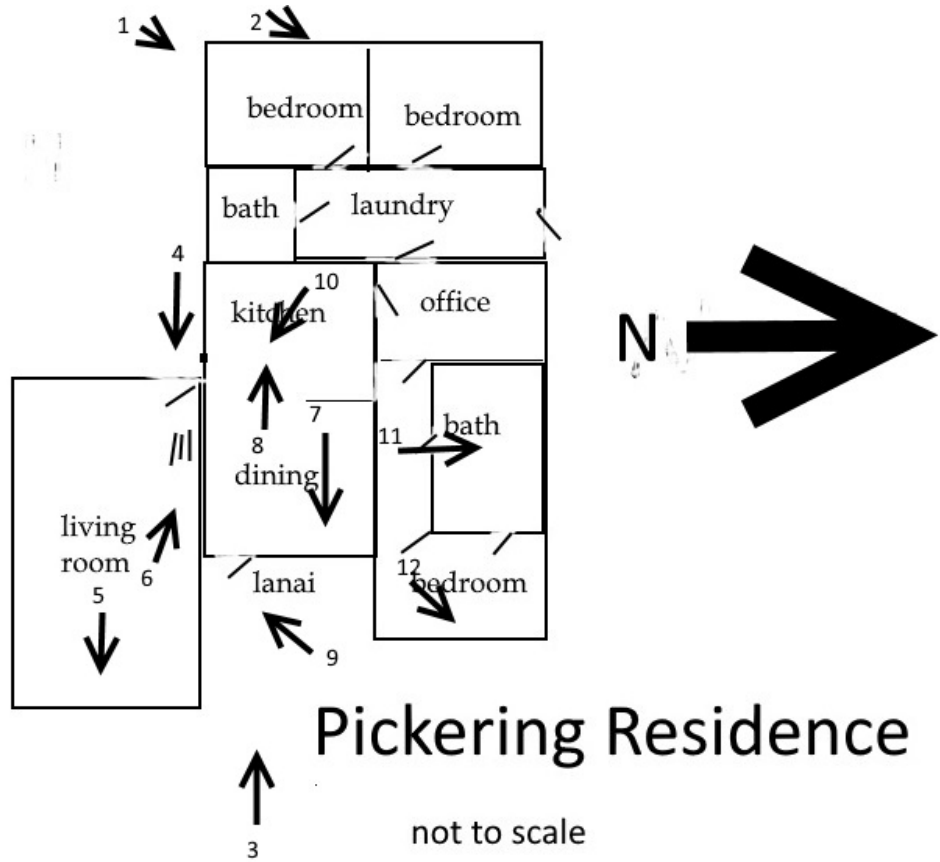 1
2
bedroom
bedroom
bath
laundry
4
10
kitchen
office
N
7
11
bath
8
dining
living
room
6
5
lanai
12
bedroom
9
Pickering Residence
not to scale
3